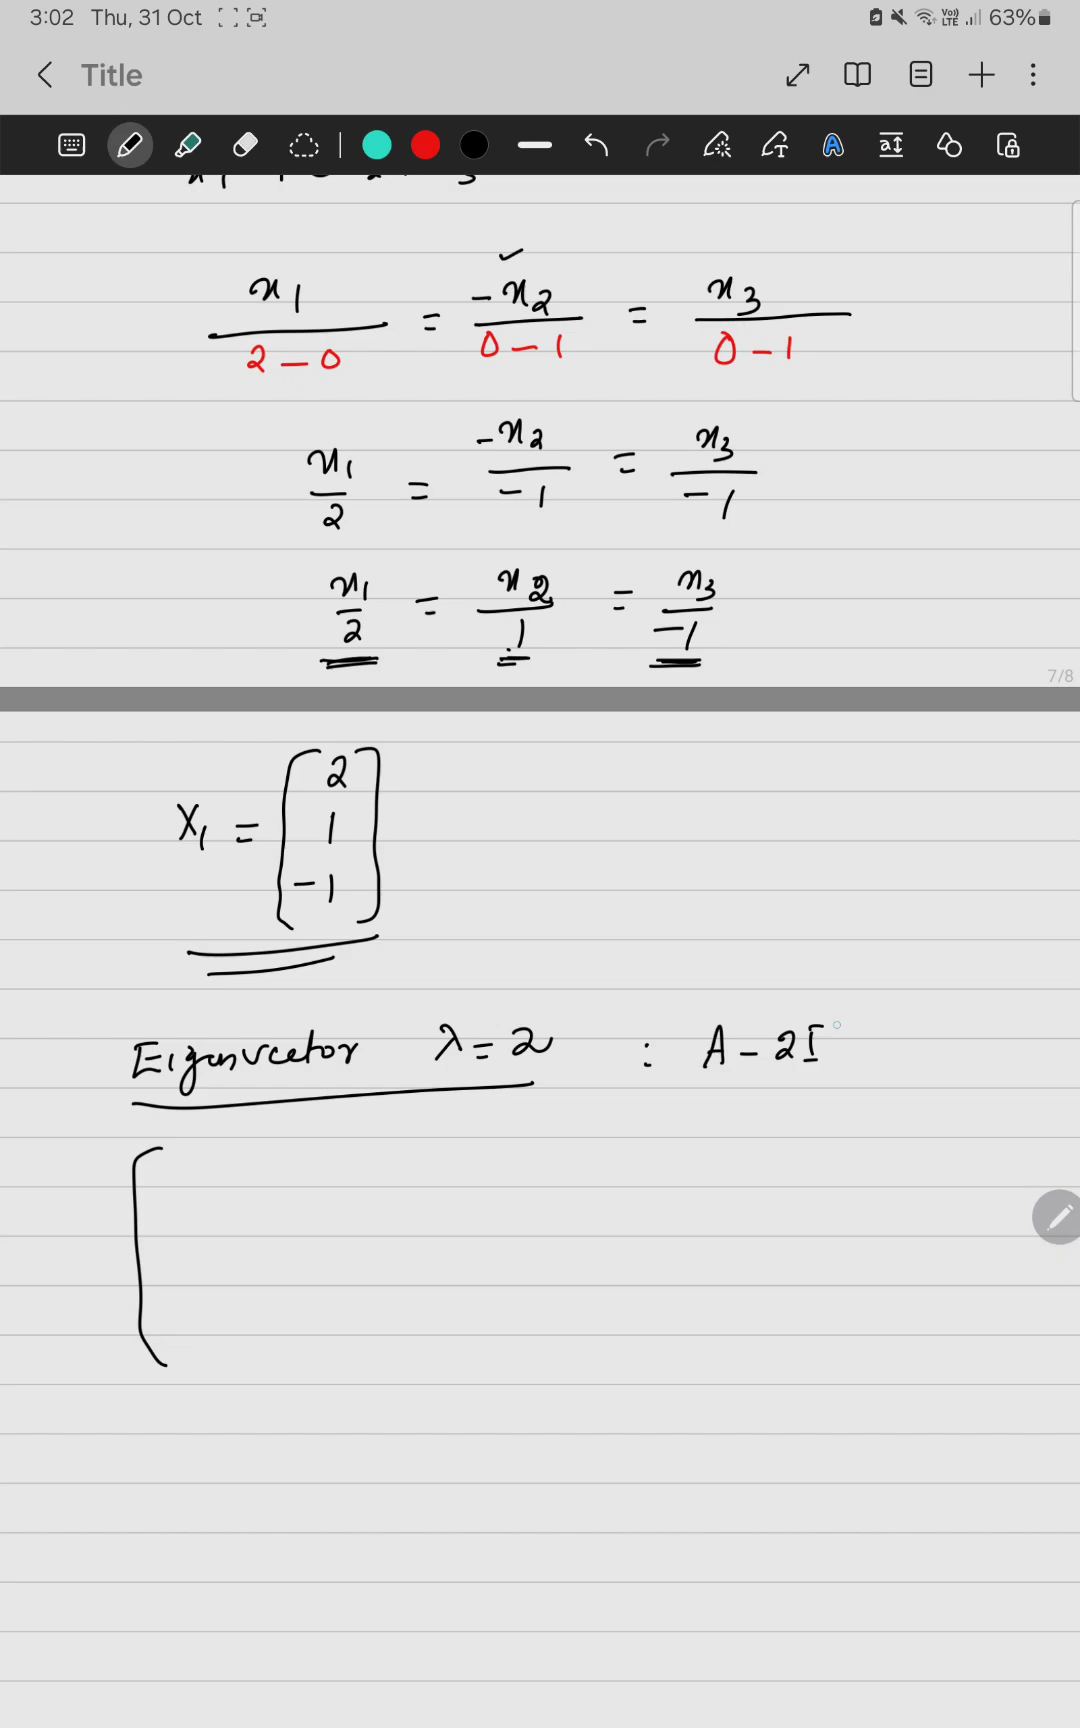 3:02 Thu, 31 Oct 63%
Title
x₁ / 2 – 0 = – x₂ / 0 – 1 = x₃ / 0 – 1
x₁ / 2 = – x₂ / – 1 = x₃ / – 1
x₁ / 2 = x₂ / 1 = x₃ / – 1
7/8
X₁ = [ 2
1
– 1 ]
Eigenvector λ = 2 : A – 2I
[